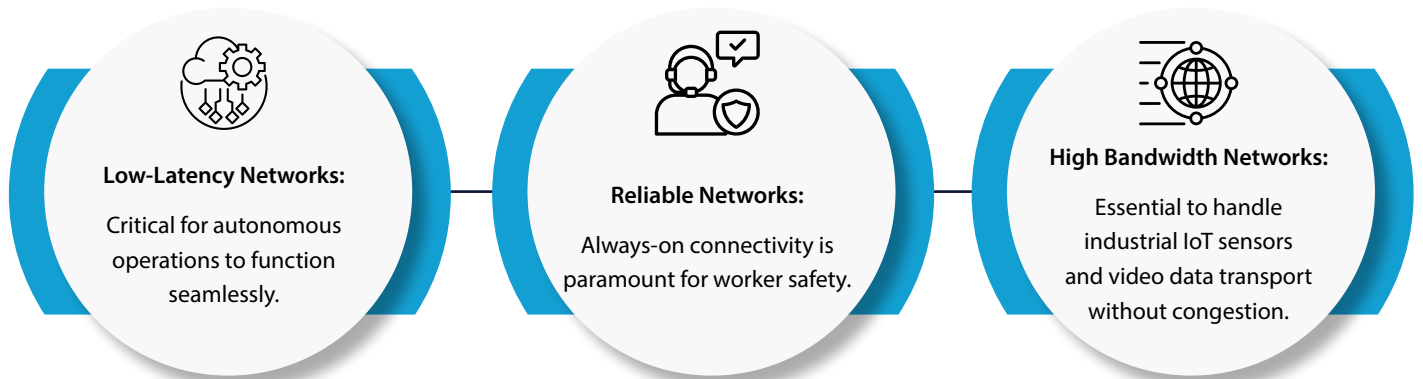 Low-Latency Networks:
Critical for autonomous
operations to function
seamlessly.
Reliable Networks:
Always-on connectivity is
paramount for worker safety.
High Bandwidth Networks:
Essential to handle
industrial IoT sensors
and video data transport
without congestion.